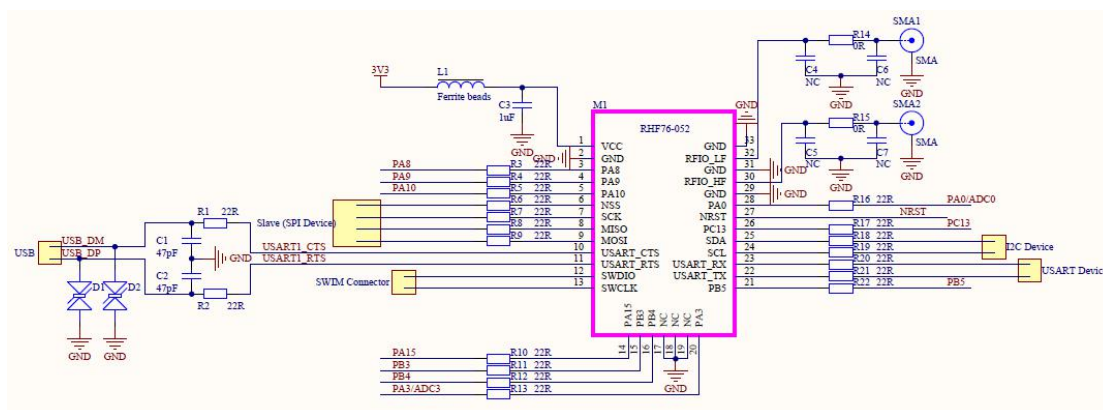 SMA1
R14
0R
SMA
C4
NC
C6
NC
GND
GND
3V3
L1
Ferrite beads
C3
1uF
GND
M1
RHF76-052
GND
SMA2
R15
0R
SMA
C5
NC
C7
NC
GND
GND
1 VCC
GND 2 GND
PA8 R3 22R 3 PA8
PA9 R4 22R 4 PA9
PA10 R5 22R 5 PA10
R6 22R 6 NSS
R7 22R 7 SCK
Slave (SPI Device) R8 22R 8 MISO
R9 22R 9 MOSI
USART1_CTS 10 USART_CTS
USART1_RTS 11 USART_RTS
12 SWDIO
SWIM Connector 13 SWCLK
GND 33
RFIO_LF 32
GND 31 GND
RFIO_HF 30
GND 29 GND
PA0 28 R16 22R PA0/ADC0
NRST 27 NRST
PC13 26 R17 22R PC13
SDA 25 R18 22R
SCL 24 R19 22R I2C Device
USART_RX 23 R20 22R
USART_TX 22 R21 22R USART Devic
PB5 21 R22 22R PB5
R1 22R
USB_DM
USB
USB_DP
C1
47pF
GND
C2
47pF
D1
D2
R2 22R
GND
GND
PA15 PB3 PB4 NC NC NC PA3
14 15 16 17 18 19 20
GND
PA15 R10 22R
PB3 R11 22R
PB4 R12 22R
PA3/ADC3 R13 22R